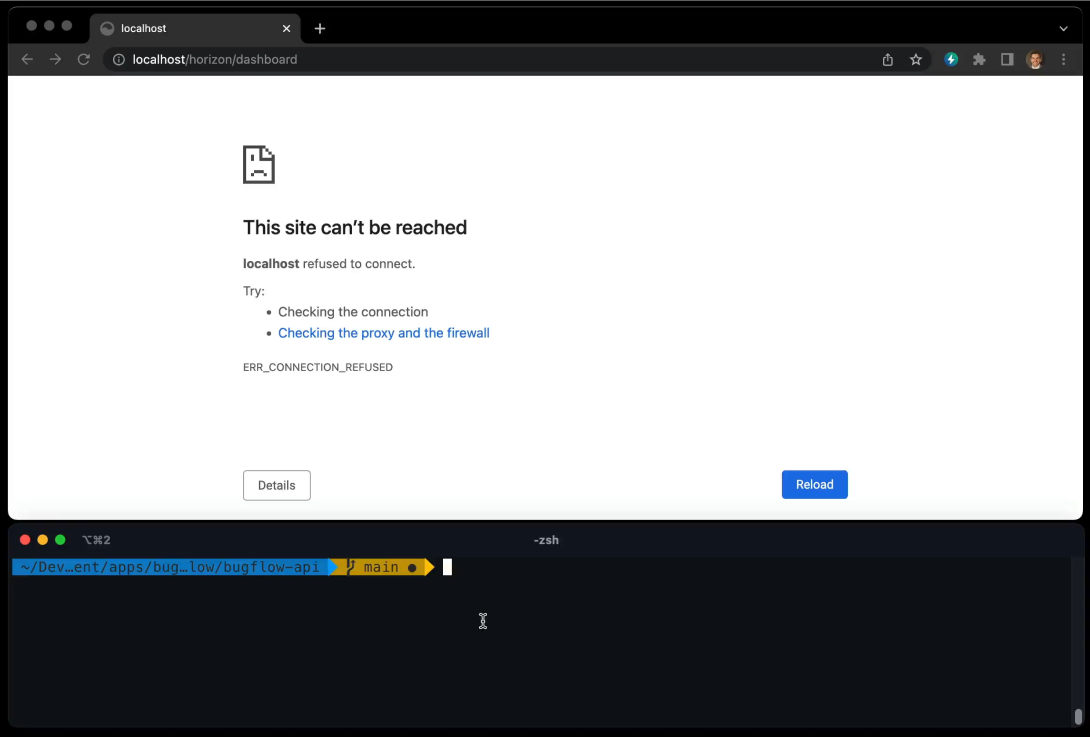 localhost
localhost/horizon/dashboard
This site can’t be reached
localhost refused to connect.
Try:
• Checking the connection
• Checking the proxy and the firewall
ERR_CONNECTION_REFUSED
Details
Reload
⌥⌘2
-zsh
~/Dev…ent/apps/bug…low/bugflow-api main ●